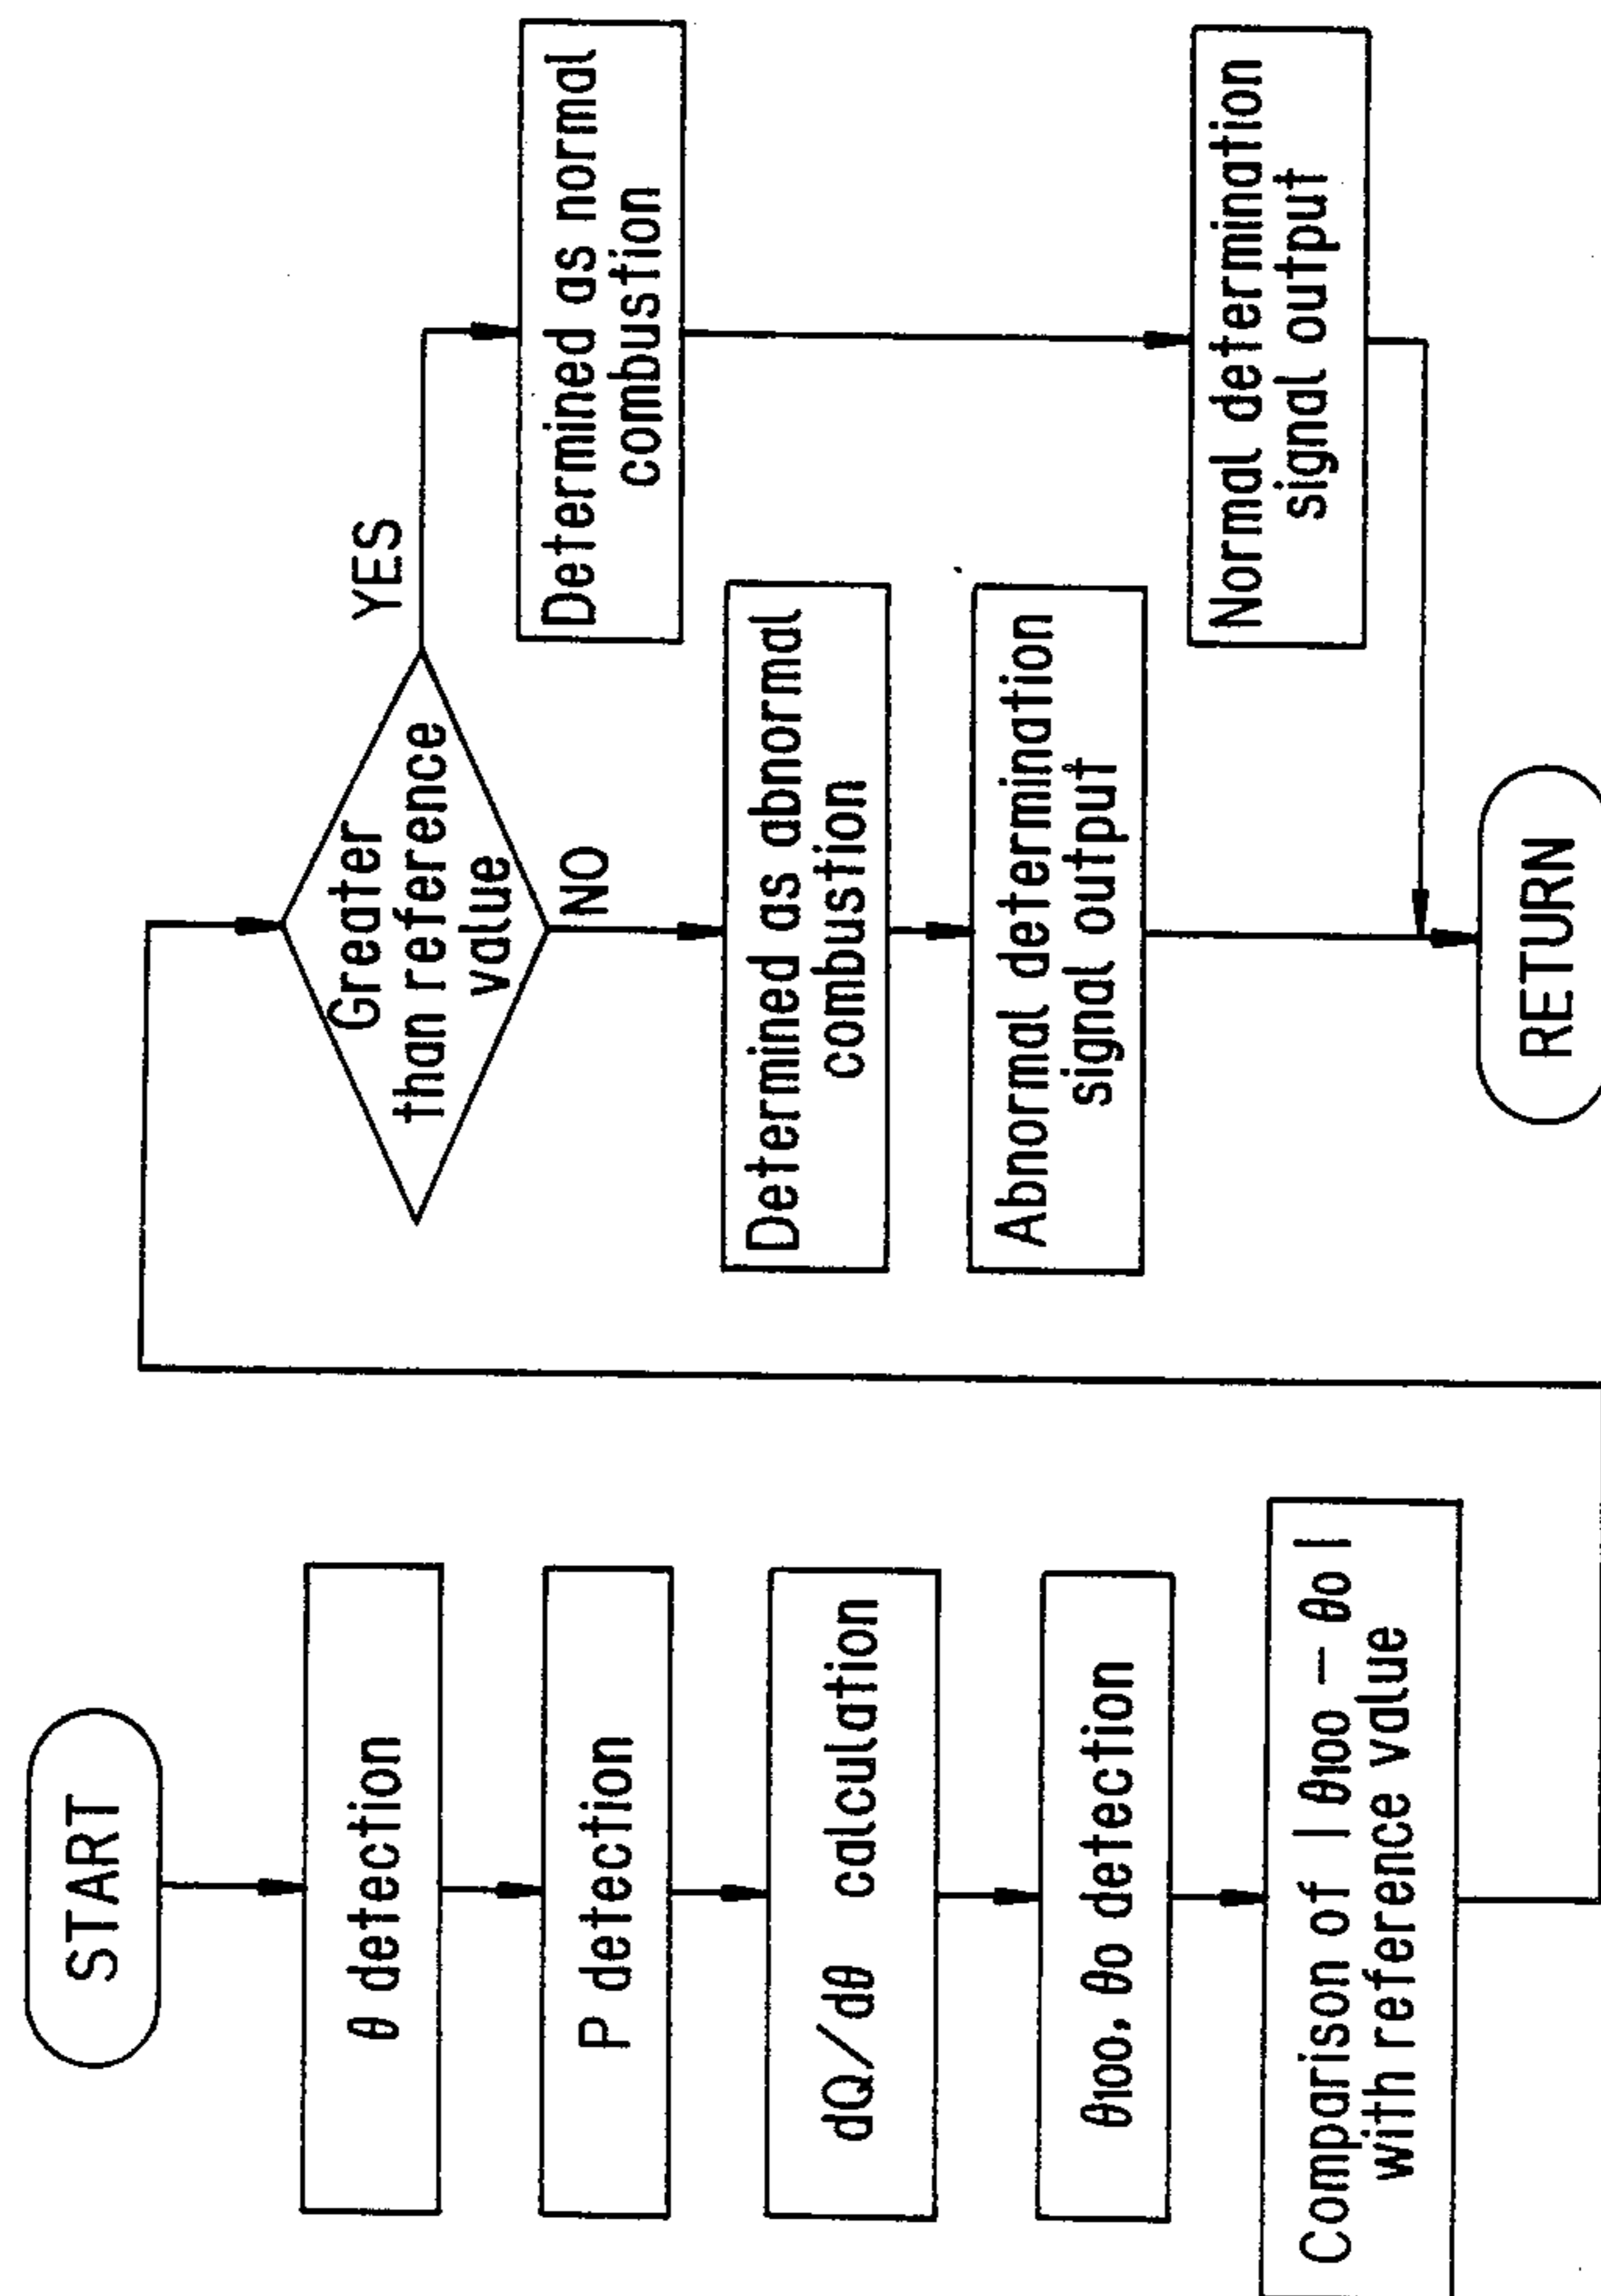 START
θ detection
P detection
dQ/dθ calculation
θ100, θ0 detection
Comparison of | θ100 − θ0 |
with reference value
Greater
than reference
value
YES
NO
Determined as normal
combustion
Determined as abnormal
combustion
Abnormal determination
signal output
Normal determination
signal output
RETURN